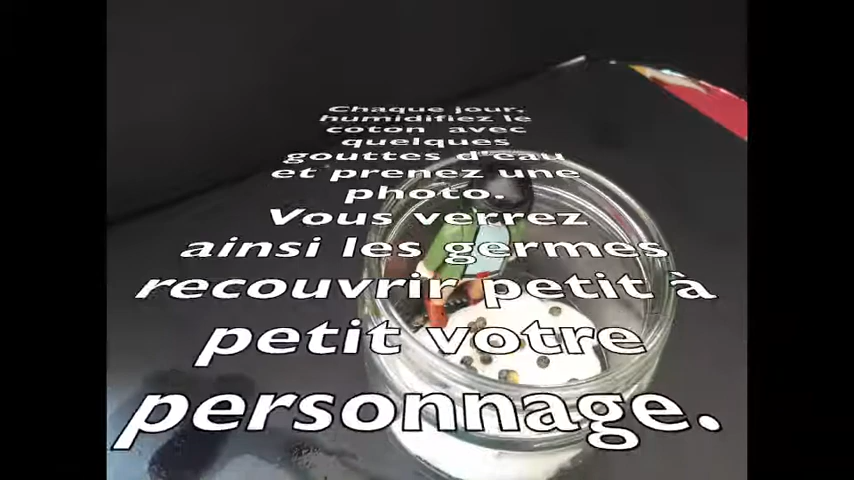 Chaque jour,
humidifiez le
coton avec
quelques
gouttes d'eau
et prenez une
photo.
Vous verrez
ainsi les germes
recouvrir petit à
petit votre
personnage.